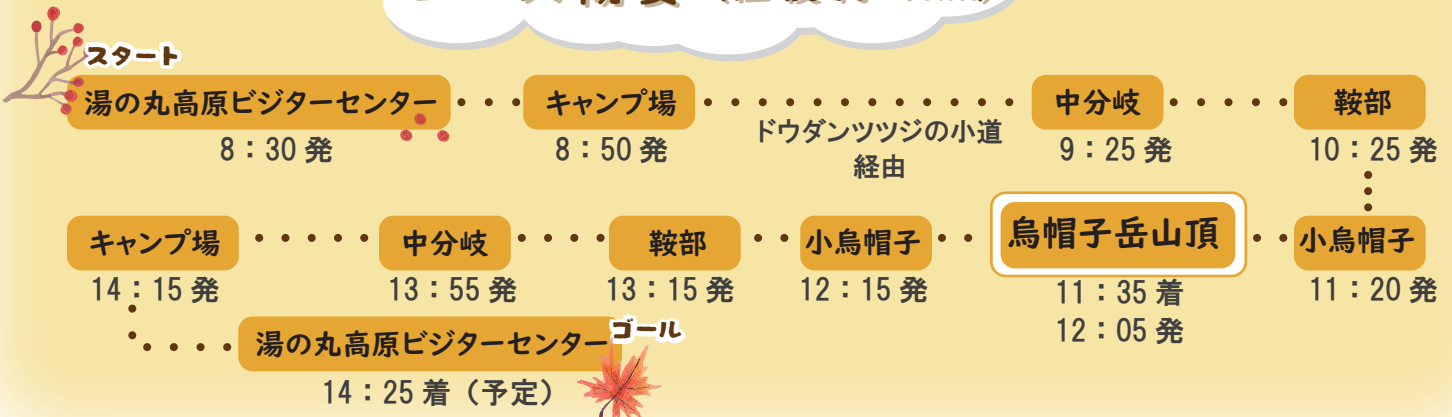 スタート
湯の丸高原ビジターセンター
8：30 発
キャンプ場
8：50 発
ドウダンツツジの小道
経由
中分岐
9：25 発
鞍部
10：25 発
小烏帽子
11：20 発
烏帽子岳山頂
11：35 着
12：05 発
小烏帽子
12：15 発
鞍部
13：15 発
中分岐
13：55 発
キャンプ場
14：15 発
ゴール
湯の丸高原ビジターセンター
14：25 着（予定）